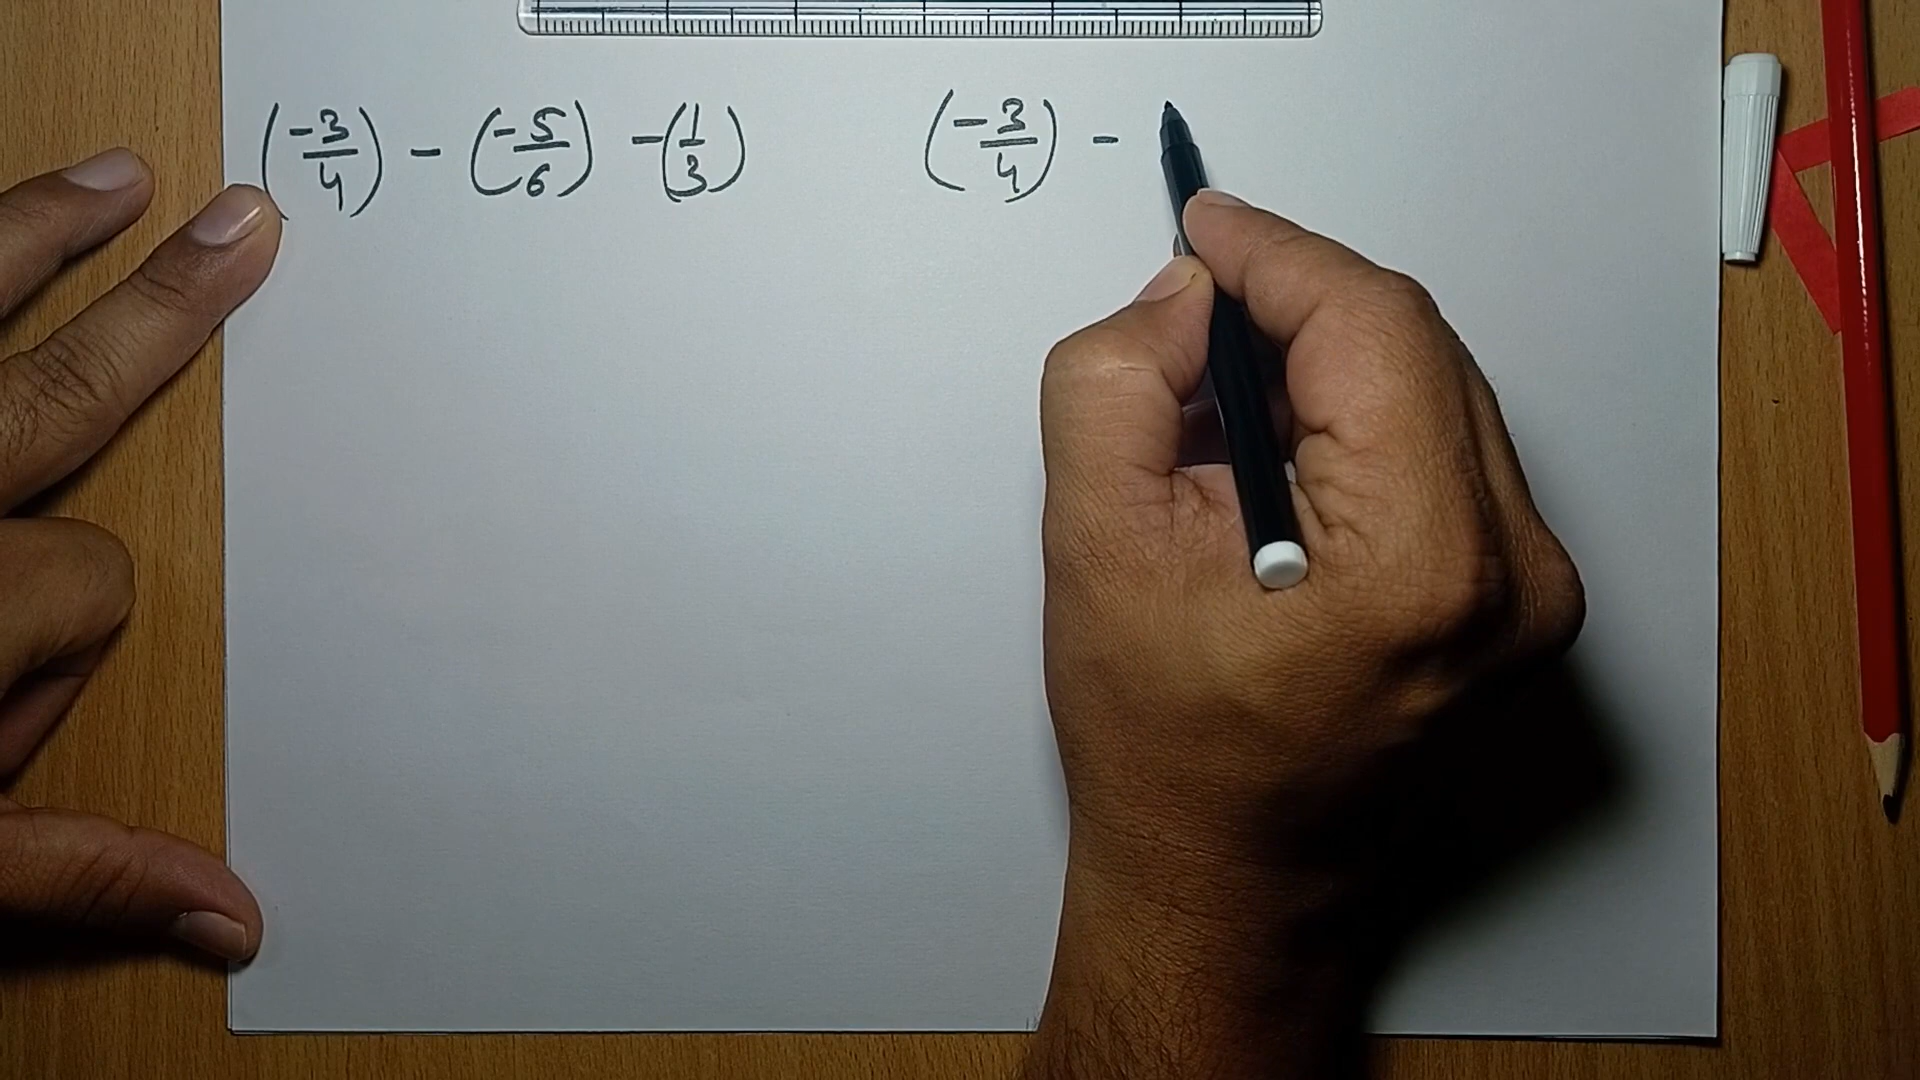 (-3/4) - (-5/6) - (1/3) (-3/4) -